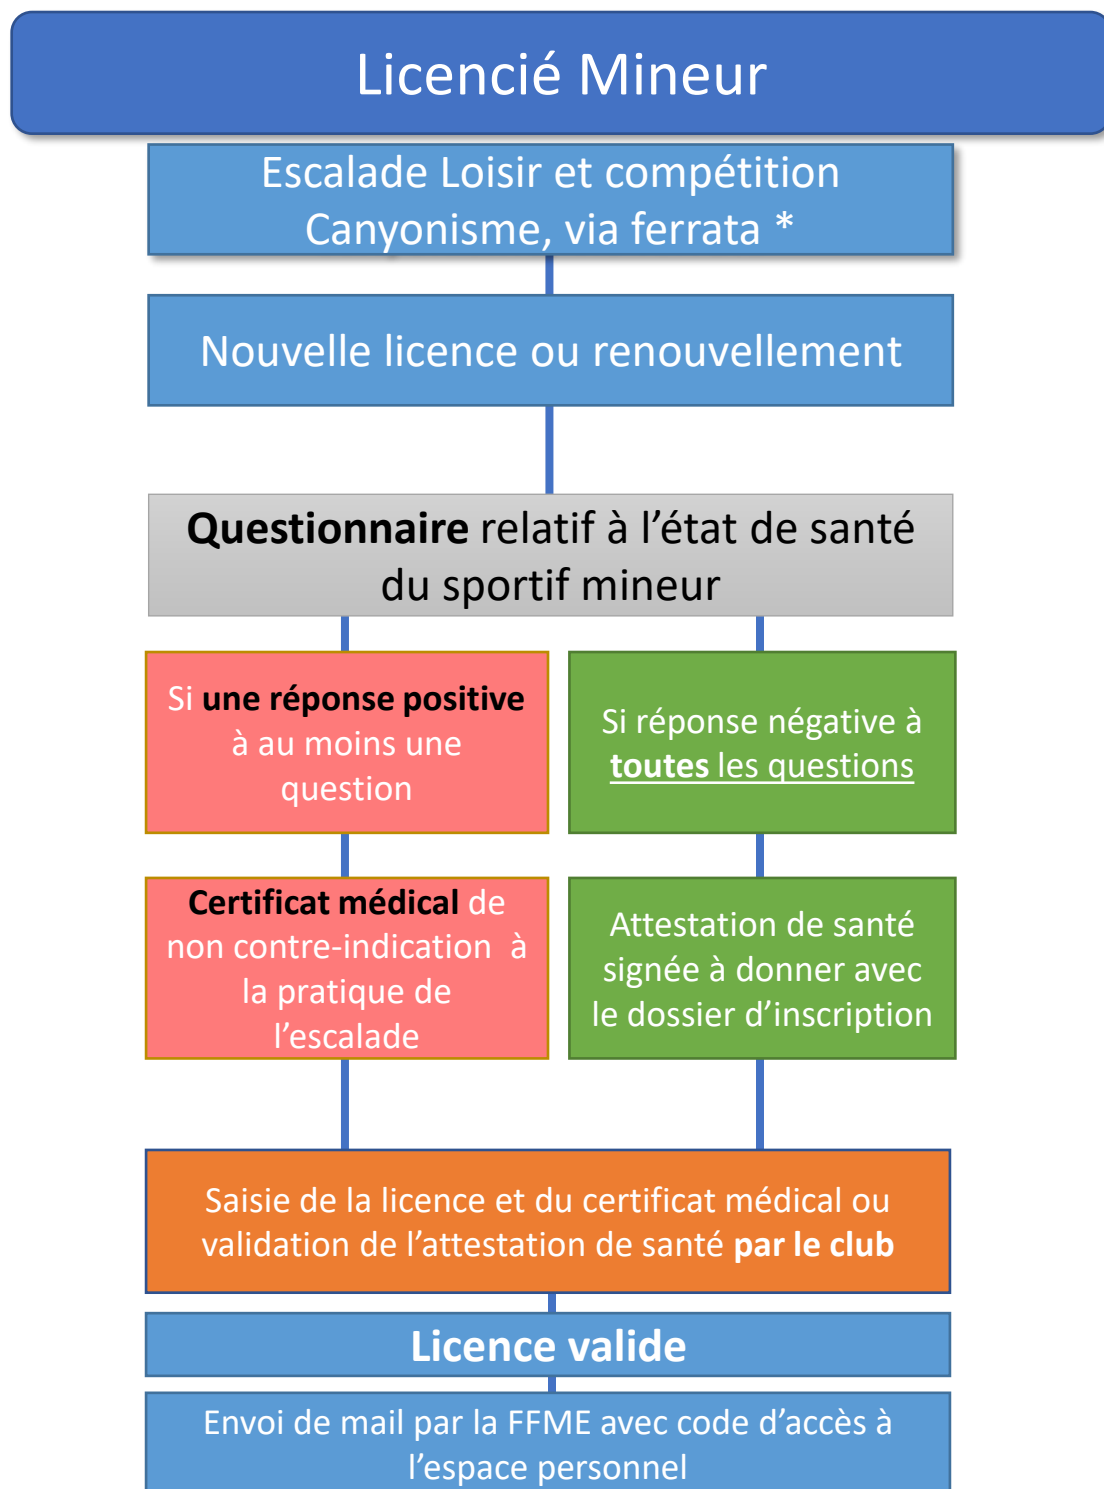 Licencié Mineur
Escalade Loisir et compétition
Canyonisme, via ferrata *
Nouvelle licence ou renouvellement
Questionnaire relatif à l’état de santé
du sportif mineur
Si une réponse positive
à au moins une
question
Si réponse négative à
toutes les questions
Certificat médical de
non contre-indication à
la pratique de
l’escalade
Attestation de santé
signée à donner avec
le dossier d’inscription
Saisie de la licence et du certificat médical ou
validation de l’attestation de santé par le club
Licence valide
Envoi de mail par la FFME avec code d’accès à
l’espace personnel